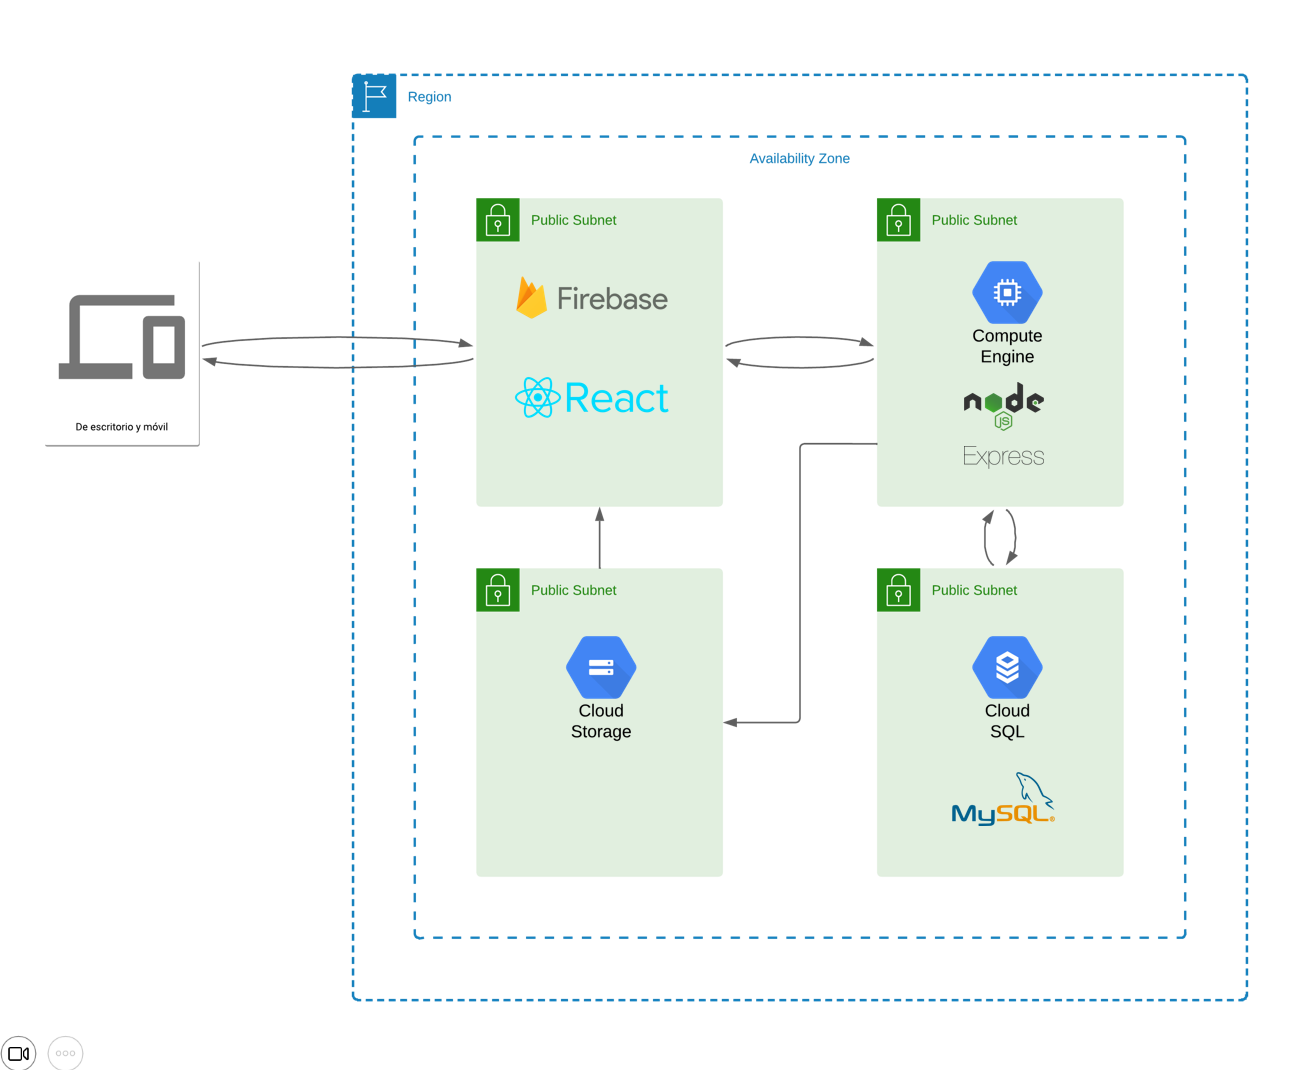 Region
Availability Zone
Public Subnet
Firebase
React
Public Subnet
Compute
Engine
node
JS
Express
De escritorio y móvil
Public Subnet
Cloud
Storage
Public Subnet
Cloud
SQL
MySQL®